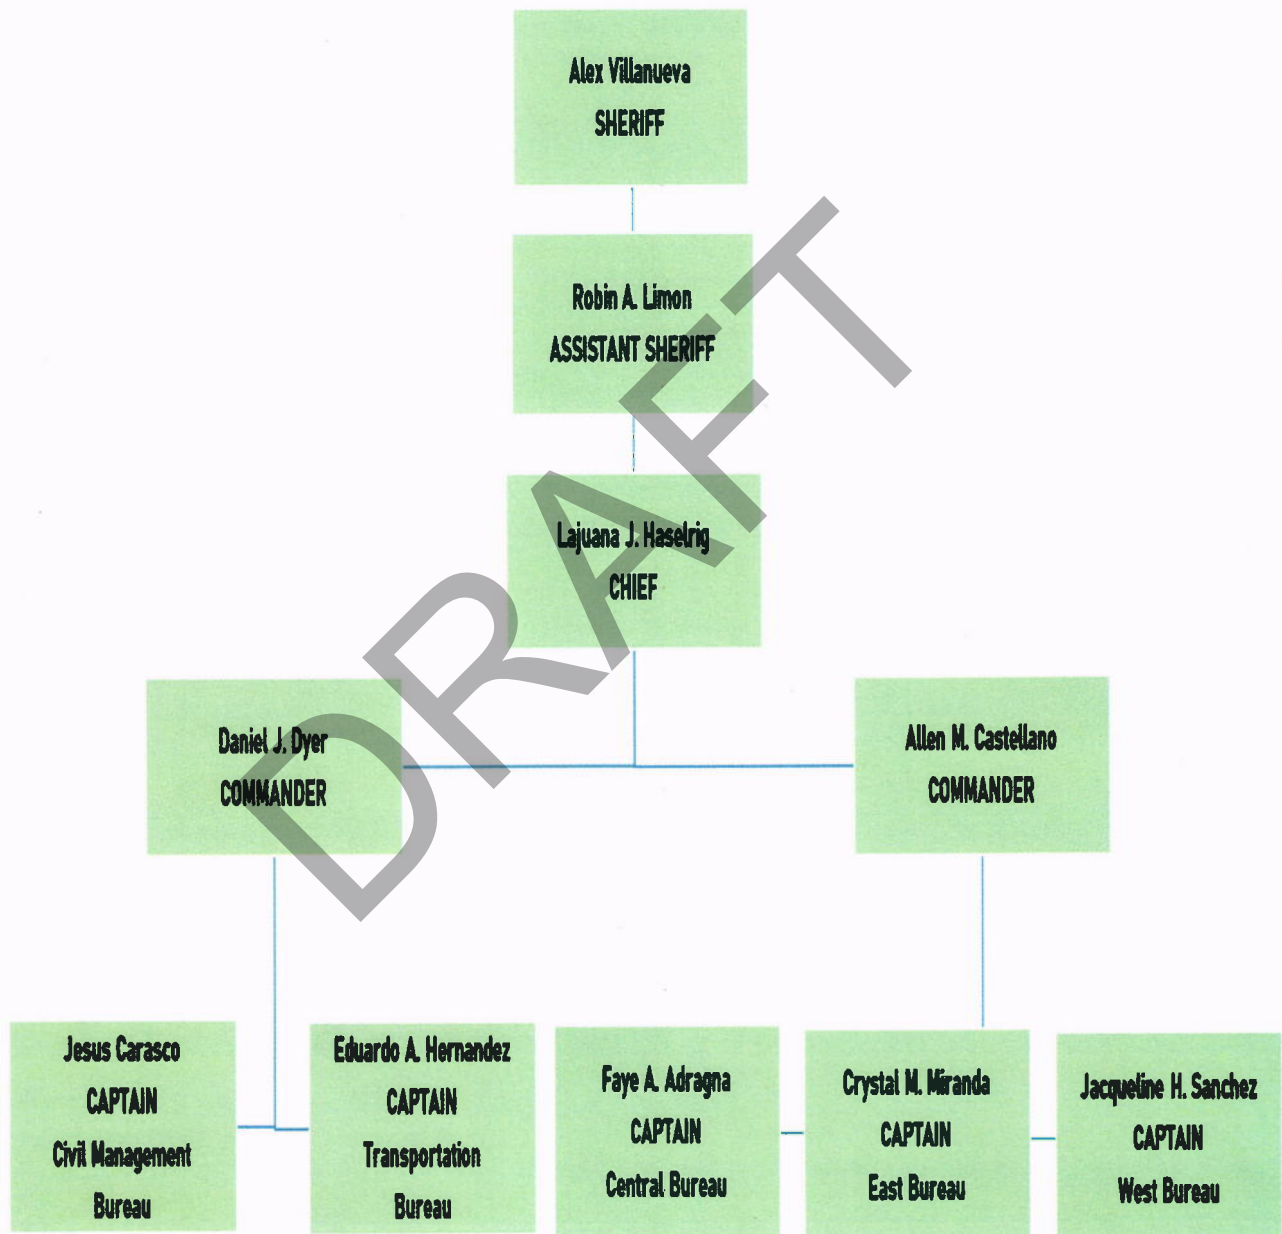 Alex Villanueva
SHERIFF
Robin A. Limon
ASSISTANT SHERIFF
Lajuana J. Haselrig
CHIEF
Daniel J. Dyer
COMMANDER
Allen M. Castellano
COMMANDER
Jesus Carasco
CAPTAIN
Civil Management
Bureau
Eduardo A. Hernandez
CAPTAIN
Transportation
Bureau
Faye A. Adragna
CAPTAIN
Central Bureau
Crystal M. Miranda
CAPTAIN
East Bureau
Jacqueline H. Sanchez
CAPTAIN
West Bureau
DRAFT